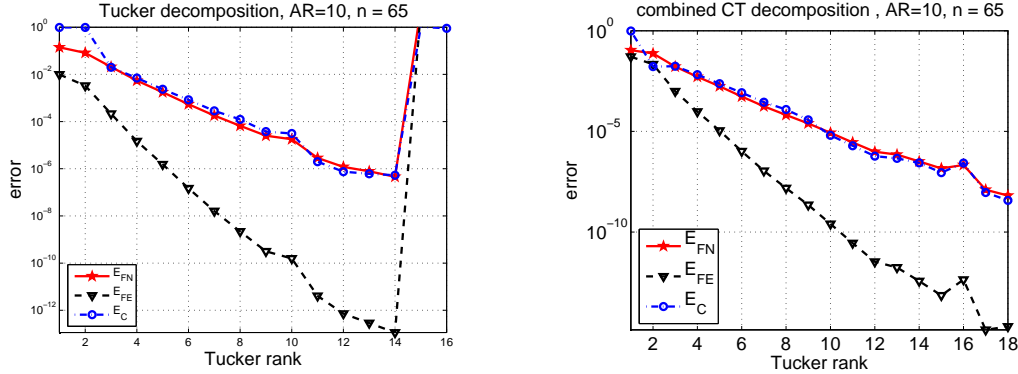 Tucker decomposition, AR=10, n = 65
10^0
10^-2
10^-4
10^-6
10^-8
10^-10
10^-12
error
E_FN
E_FE
E_C
2 4 6 8 10 12 14 16
Tucker rank
combined CT decomposition , AR=10, n = 65
10^0
10^-5
10^-10
error
E_FN
E_FE
E_C
2 4 6 8 10 12 14 16 18
Tucker rank